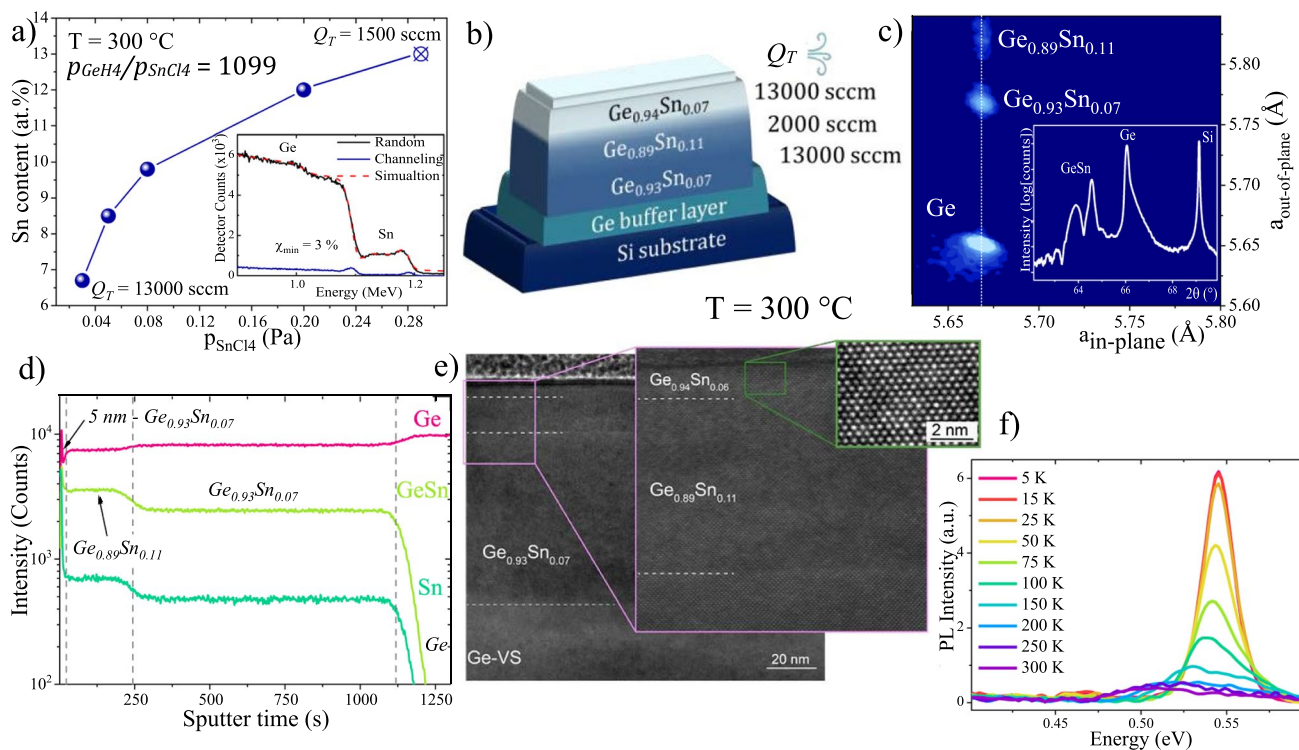 a)
T = 300 °C
p_GeH4/p_SnCl4 = 1099
Q_T = 1500 sccm
Q_T = 13000 sccm
Sn content (at.%)
14
13
12
11
10
9
8
7
6
0.04 0.08 0.12 0.16 0.20 0.24 0.28
p_SnCl4 (Pa)
Detector Counts (x10³)
6
4
2
0
Ge
Random
Channeling
Simualtion
Sn
χ_min = 3 %
1.0 1.2
Energy (MeV)
b)
Q_T
Ge0.94Sn0.07
13000 sccm
Ge0.89Sn0.11
2000 sccm
Ge0.93Sn0.07
13000 sccm
Ge buffer layer
Si substrate
T = 300 °C
c)
Ge0.89Sn0.11
Ge0.93Sn0.07
Ge
5.80
5.75
5.70
5.65
5.60
a_out-of-plane (Å)
5.65 5.70 5.75 5.80
a_in-plane (Å)
Intensity (log[counts]
GeSn
Ge
Si
64 66 68 2θ (°)
d)
5 nm - Ge0.93Sn0.07
Ge
GeSn
Ge0.93Sn0.07
Ge0.89Sn0.11
Sn
Ge-
Intensity (Counts)
10⁴
10³
10²
0 250 500 750 1000 1250
Sputter time (s)
e)
Ge0.94Sn0.06
2 nm
Ge0.89Sn0.11
Ge0.93Sn0.07
Ge-VS
20 nm
f)
5 K
15 K
25 K
50 K
75 K
100 K
150 K
200 K
250 K
300 K
PL Intensity (a.u.)
6
4
2
0
0.45 0.50 0.55
Energy (eV)